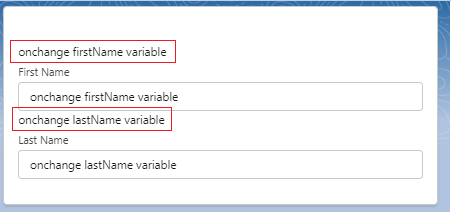 onchange firstName variable
First Name
onchange firstName variable
onchange lastName variable
Last Name
onchange lastName variable